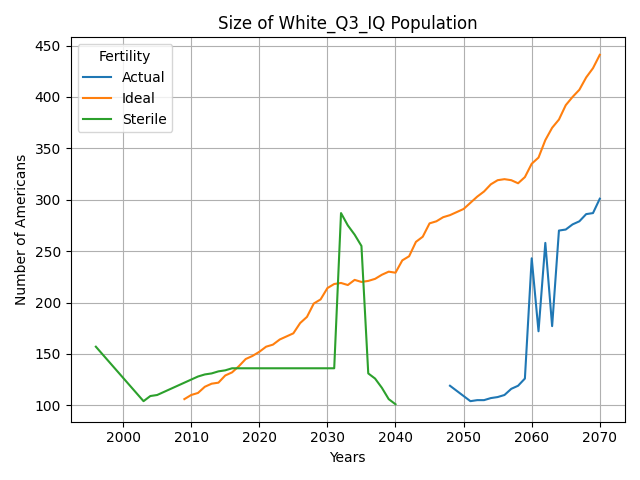 Size of White_Q3_IQ Population
Number of Americans
450
400
350
300
250
200
150
100
Fertility
Actual
Ideal
Sterile
2000
2010
2020
2030
2040
2050
2060
2070
Years